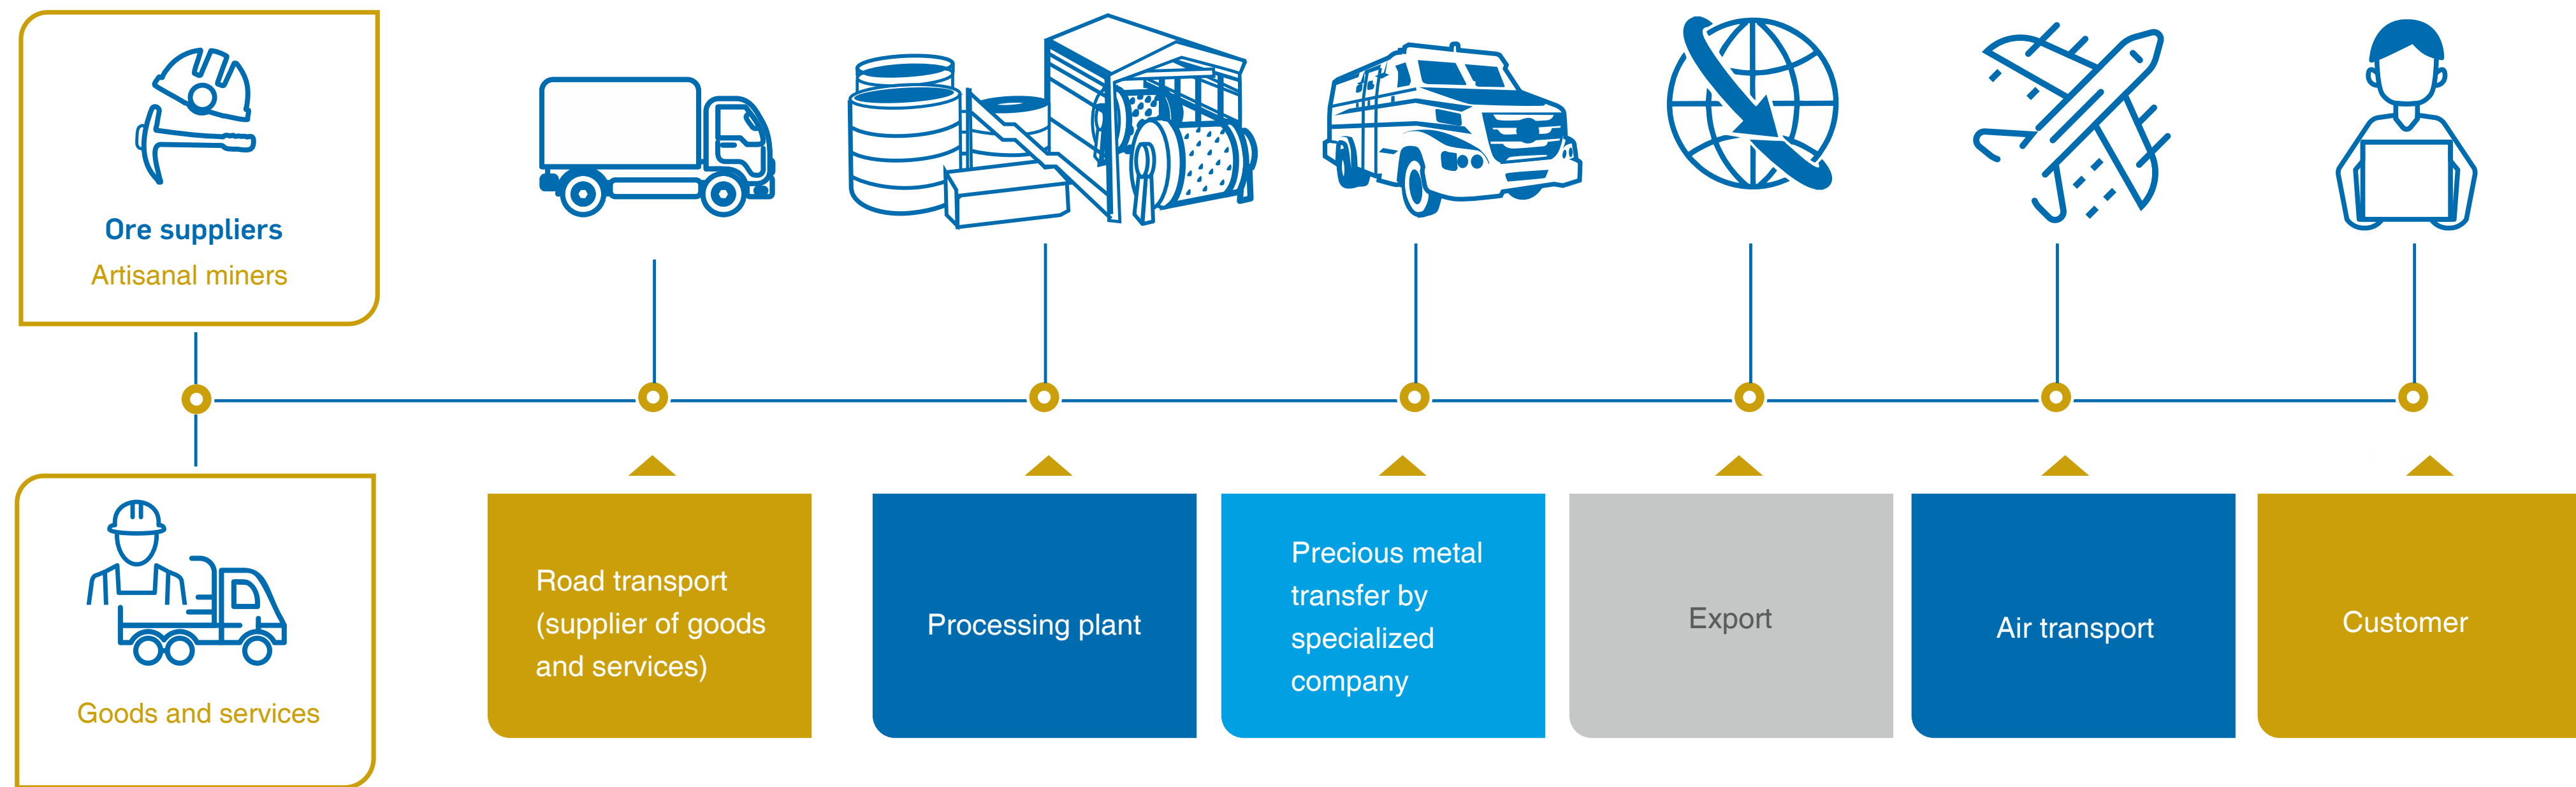 Ore suppliers
Artisanal miners
Goods and services
Road transport
(supplier of goods
and services)
Processing plant
Precious metal
transfer by
specialized
company
Export
Air transport
Customer